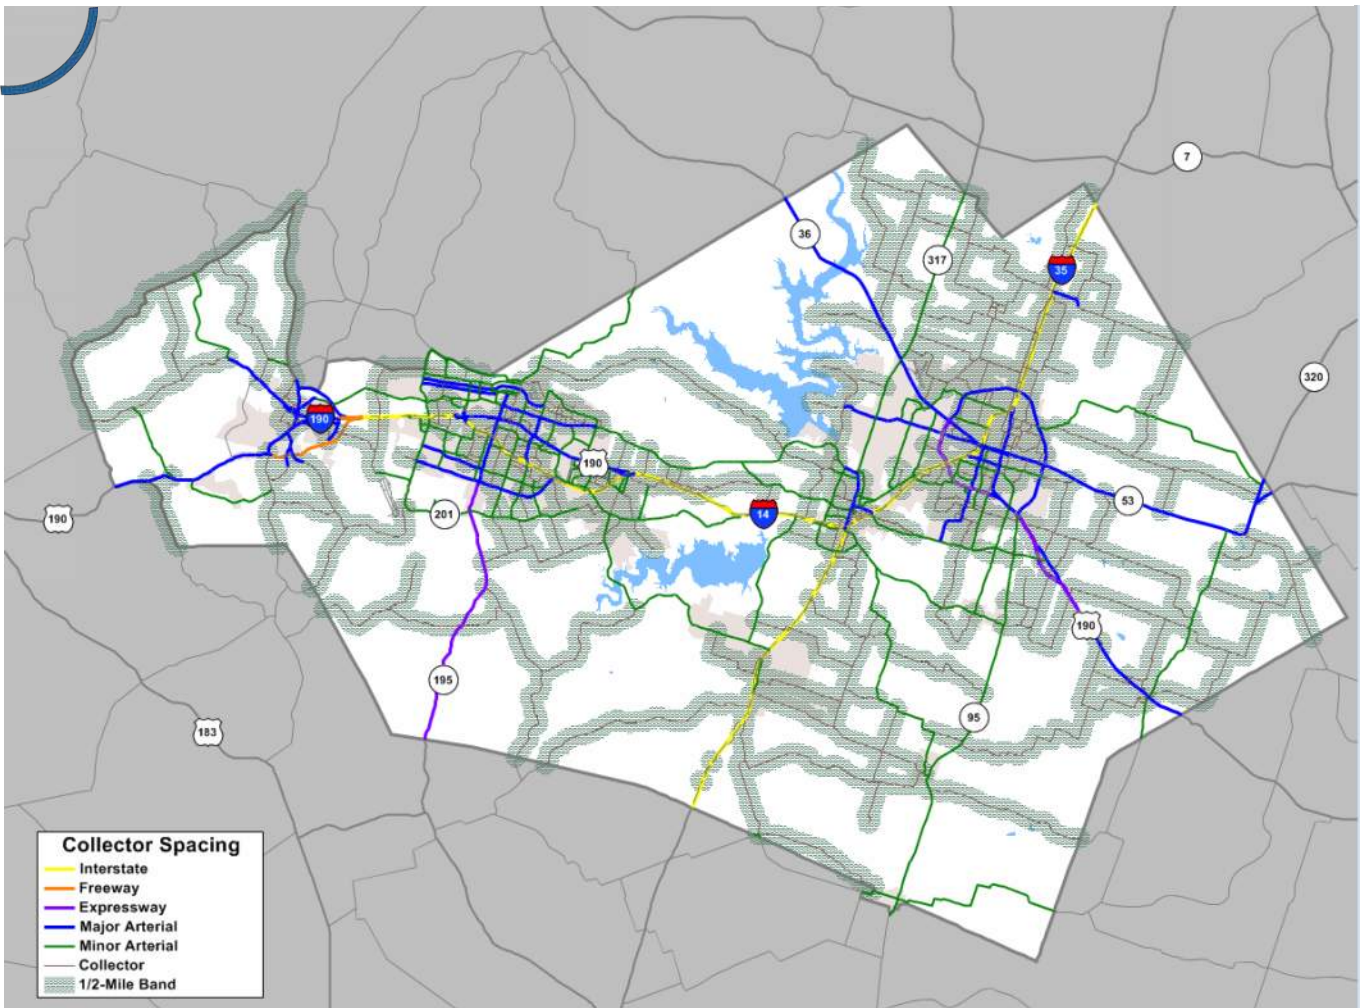 7
36
317
35
320
190
190
190
53
14
201
190
195
183
95
Collector Spacing
Interstate
Freeway
Expressway
Major Arterial
Minor Arterial
Collector
1/2-Mile Band